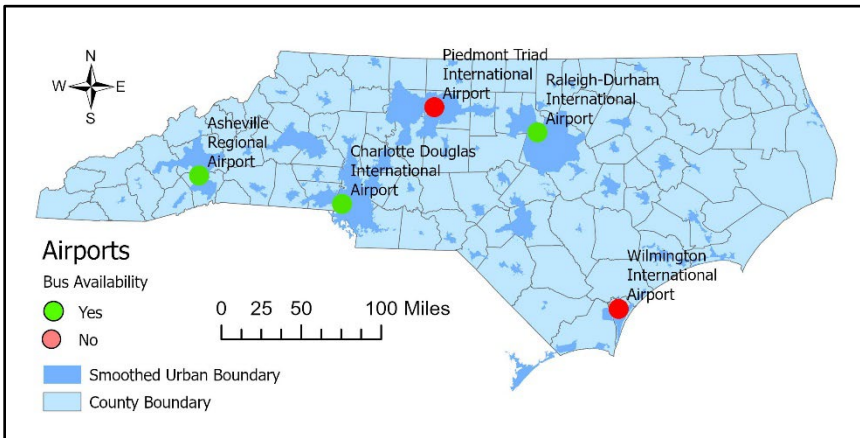 N
W E
S
Piedmont Triad
International
Airport
Raleigh-Durham
International
Airport
Asheville
Regional
Airport
Charlotte Douglas
International
Airport
Wilmington
International
Airport
Airports
Bus Availability
Yes
No
Smoothed Urban Boundary
County Boundary
0 25 50 100 Miles